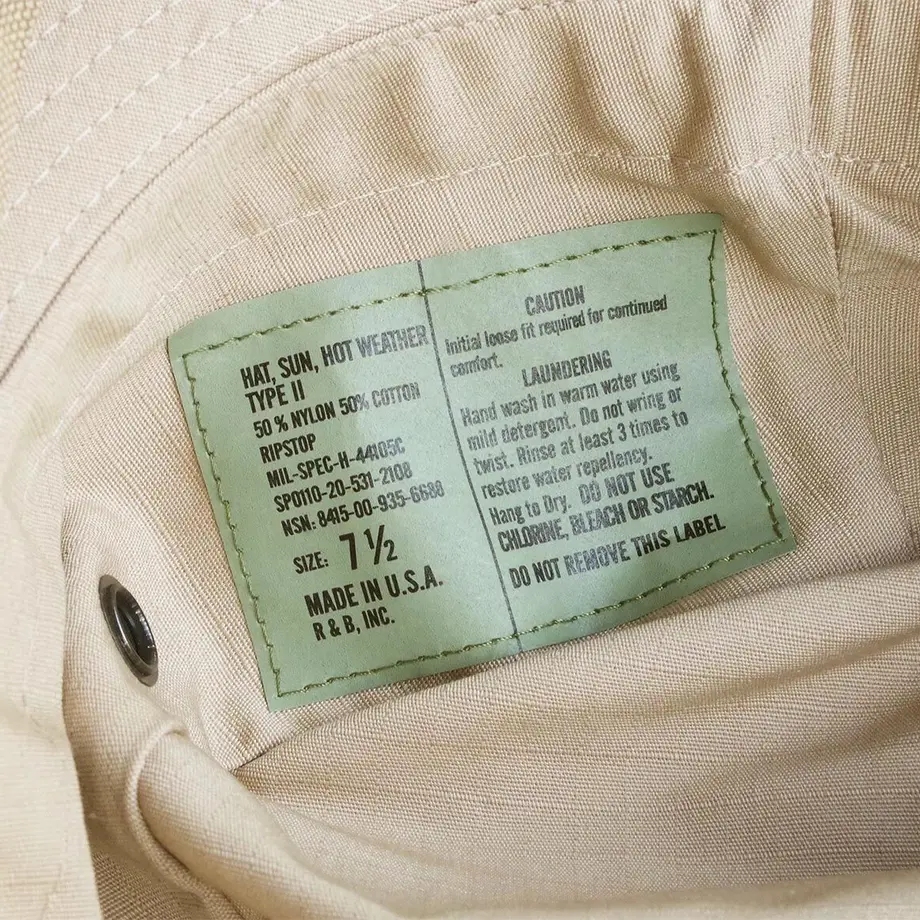 HAT, SUN, HOT WEATHER
TYPE II
50 % NYLON 50% COTTON
RIPSTOP
MIL-SPEC-H-44105C
SPO110-20-531-2108
NSN: 8415-00-935-6688
SIZE: 7 ½
MADE IN U.S.A.
R & B, INC.
CAUTION
Initial loose fit required for continued
comfort.
LAUNDERING
Hand wash in warm water using
mild detergent. Do not wring or
twist. Rinse at least 3 times to
restore water repellency.
Hang to Dry. DO NOT USE
CHLORINE, BLEACH OR STARCH.
DO NOT REMOVE THIS LABEL